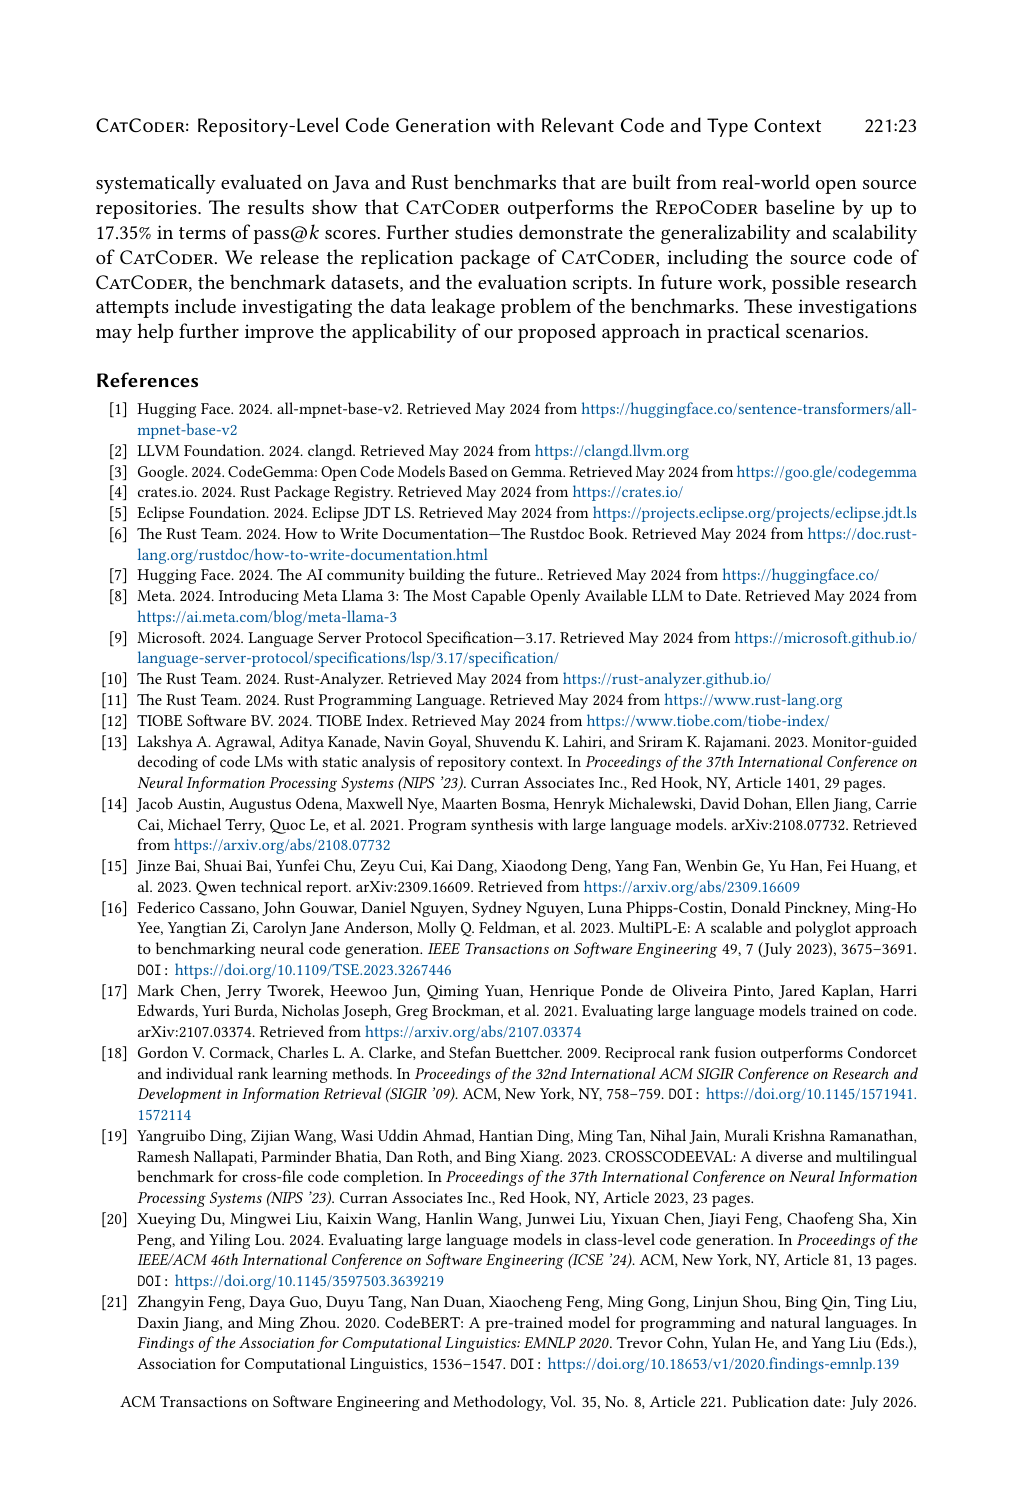 CatCoder: Repository-Level Code Generation with Relevant Code and Type Context 221:23
systematically evaluated on Java and Rust benchmarks that are built from real-world open source
repositories. The results show that CatCoder outperforms the RepoCoder baseline by up to
17.35% in terms of pass@k scores. Further studies demonstrate the generalizability and scalability
of CatCoder. We release the replication package of CatCoder, including the source code of
CatCoder, the benchmark datasets, and the evaluation scripts. In future work, possible research
attempts include investigating the data leakage problem of the benchmarks. These investigations
may help further improve the applicability of our proposed approach in practical scenarios.
References
[1] Hugging Face. 2024. all-mpnet-base-v2. Retrieved May 2024 from https://huggingface.co/sentence-transformers/all-
mpnet-base-v2
[2] LLVM Foundation. 2024. clangd. Retrieved May 2024 from https://clangd.llvm.org
[3] Google. 2024. CodeGemma: Open Code Models Based on Gemma. Retrieved May 2024 from https://goo.gle/codegemma
[4] crates.io. 2024. Rust Package Registry. Retrieved May 2024 from https://crates.io/
[5] Eclipse Foundation. 2024. Eclipse JDT LS. Retrieved May 2024 from https://projects.eclipse.org/projects/eclipse.jdt.ls
[6] The Rust Team. 2024. How to Write Documentation—The Rustdoc Book. Retrieved May 2024 from https://doc.rust-
lang.org/rustdoc/how-to-write-documentation.html
[7] Hugging Face. 2024. The AI community building the future.. Retrieved May 2024 from https://huggingface.co/
[8] Meta. 2024. Introducing Meta Llama 3: The Most Capable Openly Available LLM to Date. Retrieved May 2024 from
https://ai.meta.com/blog/meta-llama-3
[9] Microsoft. 2024. Language Server Protocol Specification—3.17. Retrieved May 2024 from https://microsoft.github.io/
language-server-protocol/specifications/lsp/3.17/specification/
[10] The Rust Team. 2024. Rust-Analyzer. Retrieved May 2024 from https://rust-analyzer.github.io/
[11] The Rust Team. 2024. Rust Programming Language. Retrieved May 2024 from https://www.rust-lang.org
[12] TIOBE Software BV. 2024. TIOBE Index. Retrieved May 2024 from https://www.tiobe.com/tiobe-index/
[13] Lakshya A. Agrawal, Aditya Kanade, Navin Goyal, Shuvendu K. Lahiri, and Sriram K. Rajamani. 2023. Monitor-guided
decoding of code LMs with static analysis of repository context. In Proceedings of the 37th International Conference on
Neural Information Processing Systems (NIPS ’23). Curran Associates Inc., Red Hook, NY, Article 1401, 29 pages.
[14] Jacob Austin, Augustus Odena, Maxwell Nye, Maarten Bosma, Henryk Michalewski, David Dohan, Ellen Jiang, Carrie
Cai, Michael Terry, Quoc Le, et al. 2021. Program synthesis with large language models. arXiv:2108.07732. Retrieved
from https://arxiv.org/abs/2108.07732
[15] Jinze Bai, Shuai Bai, Yunfei Chu, Zeyu Cui, Kai Dang, Xiaodong Deng, Yang Fan, Wenbin Ge, Yu Han, Fei Huang, et
al. 2023. Qwen technical report. arXiv:2309.16609. Retrieved from https://arxiv.org/abs/2309.16609
[16] Federico Cassano, John Gouwar, Daniel Nguyen, Sydney Nguyen, Luna Phipps-Costin, Donald Pinckney, Ming-Ho
Yee, Yangtian Zi, Carolyn Jane Anderson, Molly Q. Feldman, et al. 2023. MultiPL-E: A scalable and polyglot approach
to benchmarking neural code generation. IEEE Transactions on Software Engineering 49, 7 (July 2023), 3675–3691.
DOI: https://doi.org/10.1109/TSE.2023.3267446
[17] Mark Chen, Jerry Tworek, Heewoo Jun, Qiming Yuan, Henrique Ponde de Oliveira Pinto, Jared Kaplan, Harri
Edwards, Yuri Burda, Nicholas Joseph, Greg Brockman, et al. 2021. Evaluating large language models trained on code.
arXiv:2107.03374. Retrieved from https://arxiv.org/abs/2107.03374
[18] Gordon V. Cormack, Charles L. A. Clarke, and Stefan Buettcher. 2009. Reciprocal rank fusion outperforms Condorcet
and individual rank learning methods. In Proceedings of the 32nd International ACM SIGIR Conference on Research and
Development in Information Retrieval (SIGIR ’09). ACM, New York, NY, 758–759. DOI: https://doi.org/10.1145/1571941.
1572114
[19] Yangruibo Ding, Zijian Wang, Wasi Uddin Ahmad, Hantian Ding, Ming Tan, Nihal Jain, Murali Krishna Ramanathan,
Ramesh Nallapati, Parminder Bhatia, Dan Roth, and Bing Xiang. 2023. CROSSCODEEVAL: A diverse and multilingual
benchmark for cross-file code completion. In Proceedings of the 37th International Conference on Neural Information
Processing Systems (NIPS ’23). Curran Associates Inc., Red Hook, NY, Article 2023, 23 pages.
[20] Xueying Du, Mingwei Liu, Kaixin Wang, Hanlin Wang, Junwei Liu, Yixuan Chen, Jiayi Feng, Chaofeng Sha, Xin
Peng, and Yiling Lou. 2024. Evaluating large language models in class-level code generation. In Proceedings of the
IEEE/ACM 46th International Conference on Software Engineering (ICSE ’24). ACM, New York, NY, Article 81, 13 pages.
DOI: https://doi.org/10.1145/3597503.3639219
[21] Zhangyin Feng, Daya Guo, Duyu Tang, Nan Duan, Xiaocheng Feng, Ming Gong, Linjun Shou, Bing Qin, Ting Liu,
Daxin Jiang, and Ming Zhou. 2020. CodeBERT: A pre-trained model for programming and natural languages. In
Findings of the Association for Computational Linguistics: EMNLP 2020. Trevor Cohn, Yulan He, and Yang Liu (Eds.),
Association for Computational Linguistics, 1536–1547. DOI: https://doi.org/10.18653/v1/2020.findings-emnlp.139
ACM Transactions on Software Engineering and Methodology, Vol. 35, No. 8, Article 221. Publication date: July 2026.